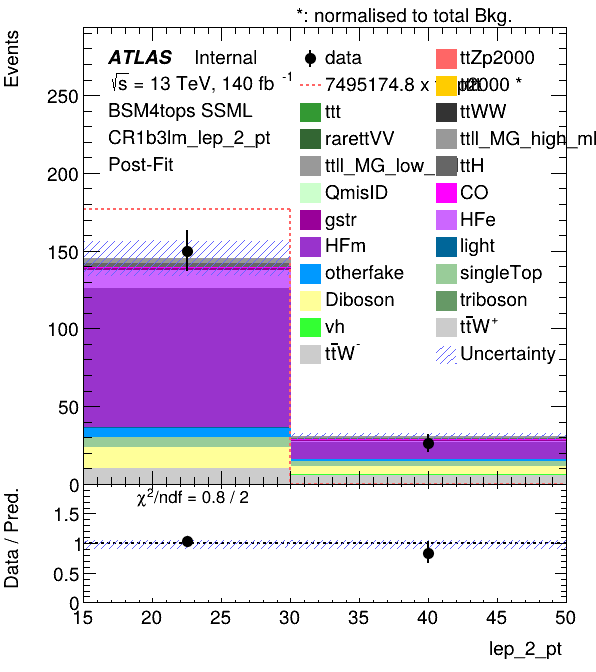 *: normalised to total Bkg.
Events
ATLAS Internal
√s = 13 TeV, 140 fb⁻¹
BSM4tops SSML
CR1b3lm_lep_2_pt
Post-Fit
data
ttZp2000
7495174.8 x
p2000 *
ttt
ttWW
rarettVV
ttll_MG_high_ml
ttll_MG_low_
ttH
QmisID
CO
gstr
HFe
HFm
light
otherfake
singleTop
Diboson
triboson
vh
tt̄W⁺
tt̄W⁻
Uncertainty
250
200
150
100
50
0
χ²/ndf = 0.8 / 2
Data / Pred.
1.5
1
0.5
0
15 20 25 30 35 40 45 50
lep_2_pt